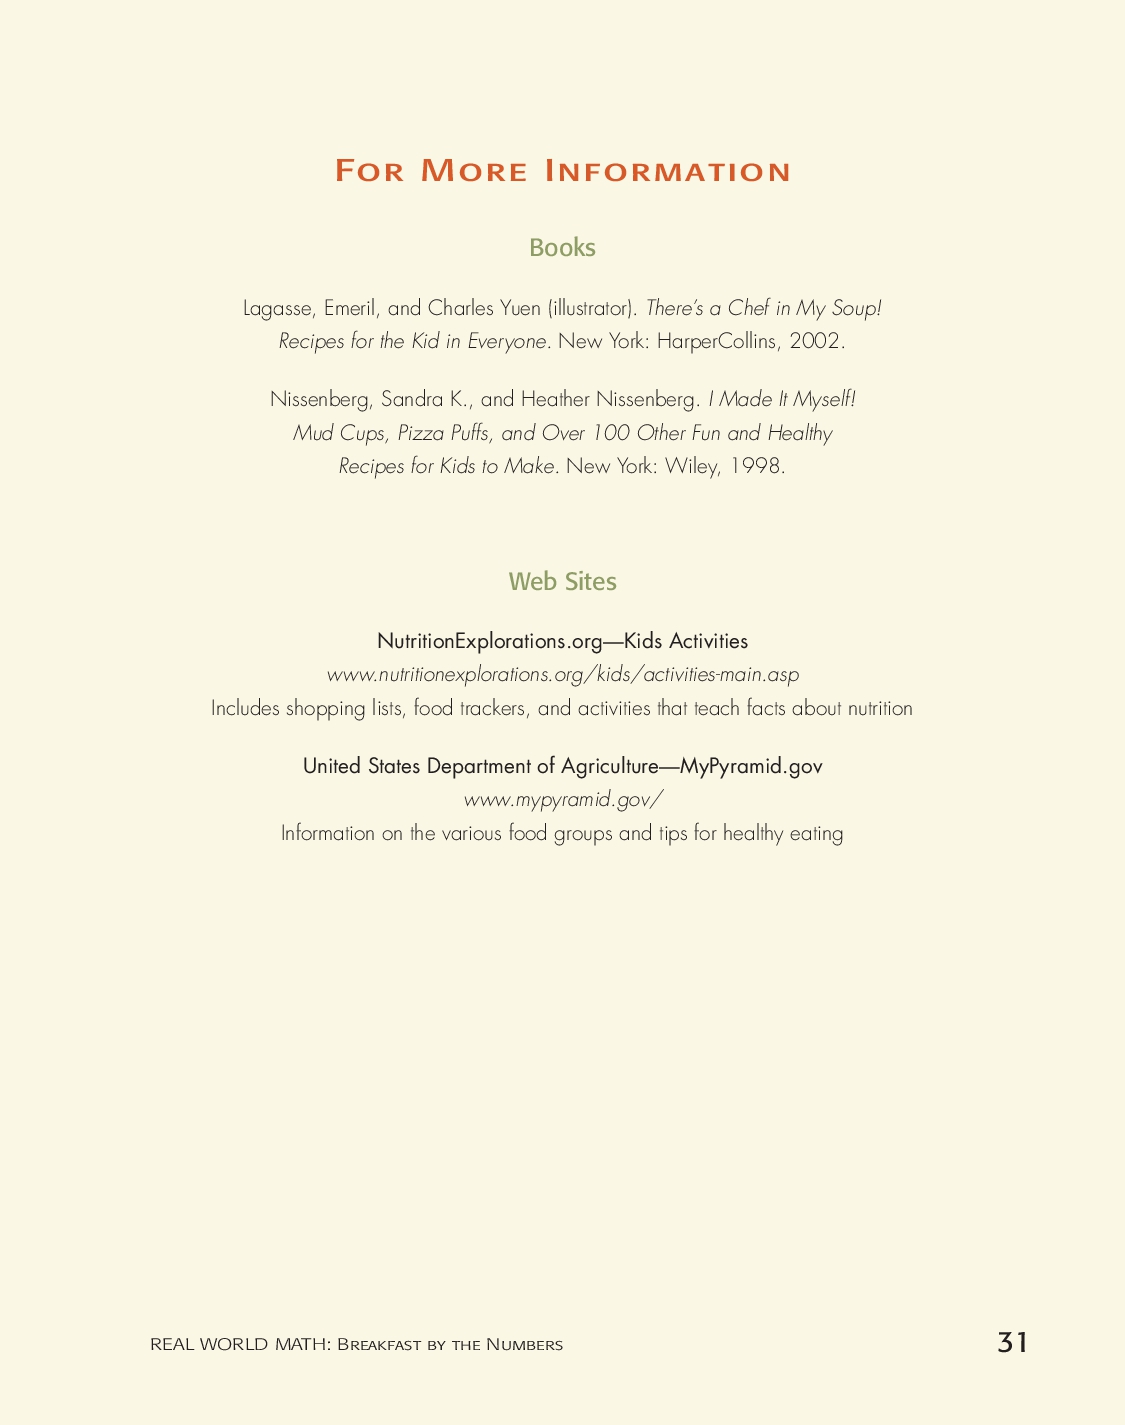 For More Information
Books
Lagasse, Emeril, and Charles Yuen (illustrator). There’s a Chef in My Soup!
Recipes for the Kid in Everyone. New York: HarperCollins, 2002.
Nissenberg, Sandra K., and Heather Nissenberg. I Made It Myself!
Mud Cups, Pizza Puffs, and Over 100 Other Fun and Healthy
Recipes for Kids to Make. New York: Wiley, 1998.
Web Sites
NutritionExplorations.org—Kids Activities
www.nutritionexplorations.org/kids/activities-main.asp
Includes shopping lists, food trackers, and activities that teach facts about nutrition
United States Department of Agriculture—MyPyramid.gov
www.mypyramid.gov/
Information on the various food groups and tips for healthy eating
REAL WORLD MATH: Breakfast by the Numbers 31